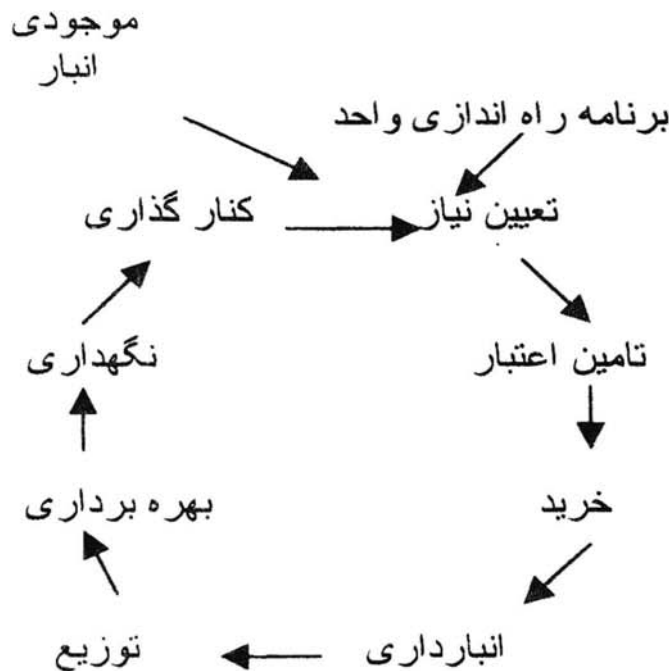 موجودی
انبار
برنامه راه اندازی واحد
تعیین نیاز
کنار گذاری
تامین اعتبار
نگهداری
خرید
بهره برداری
انبارداری
توزیع